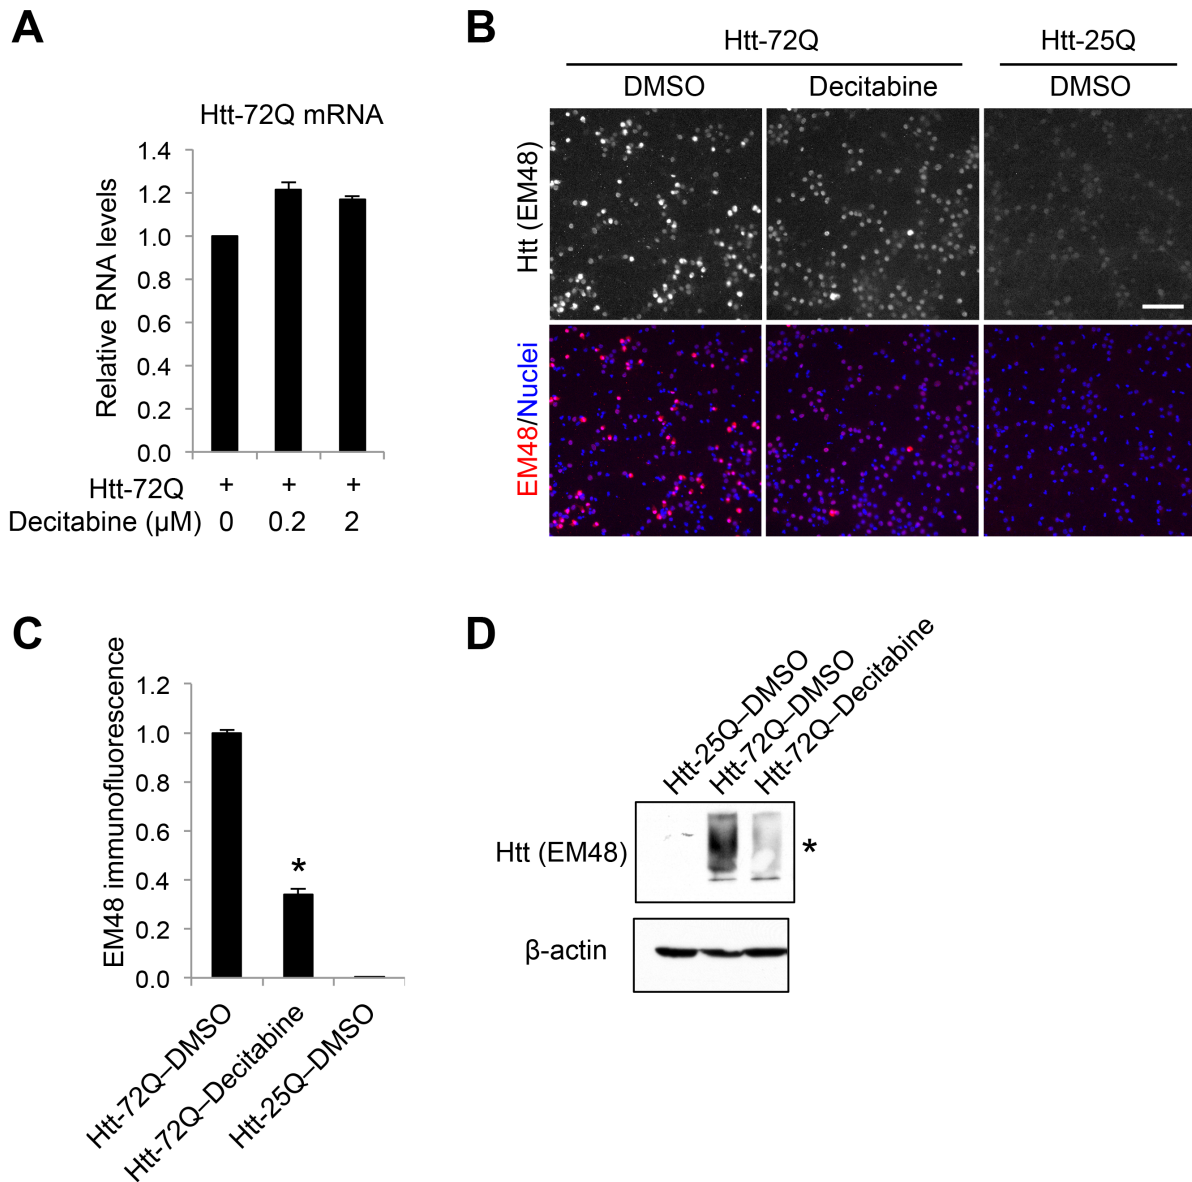 A
Htt-72Q mRNA
Relative RNA levels
1.4
1.2
1.0
0.8
0.6
0.4
0.2
0.0
Htt-72Q + + +
Decitabine (µM) 0 0.2 2
B
Htt-72Q Htt-25Q
DMSO Decitabine DMSO
Htt (EM48)
EM48/Nuclei
C
EM48 immunofluorescence
1.2
1.0
0.8
0.6
0.4
0.2
0.0
*
Htt-72Q–DMSO
Htt-72Q–Decitabine
Htt-25Q–DMSO
D
Htt-25Q–DMSO
Htt-72Q–DMSO
Htt-72Q–Decitabine
Htt (EM48) *
β-actin